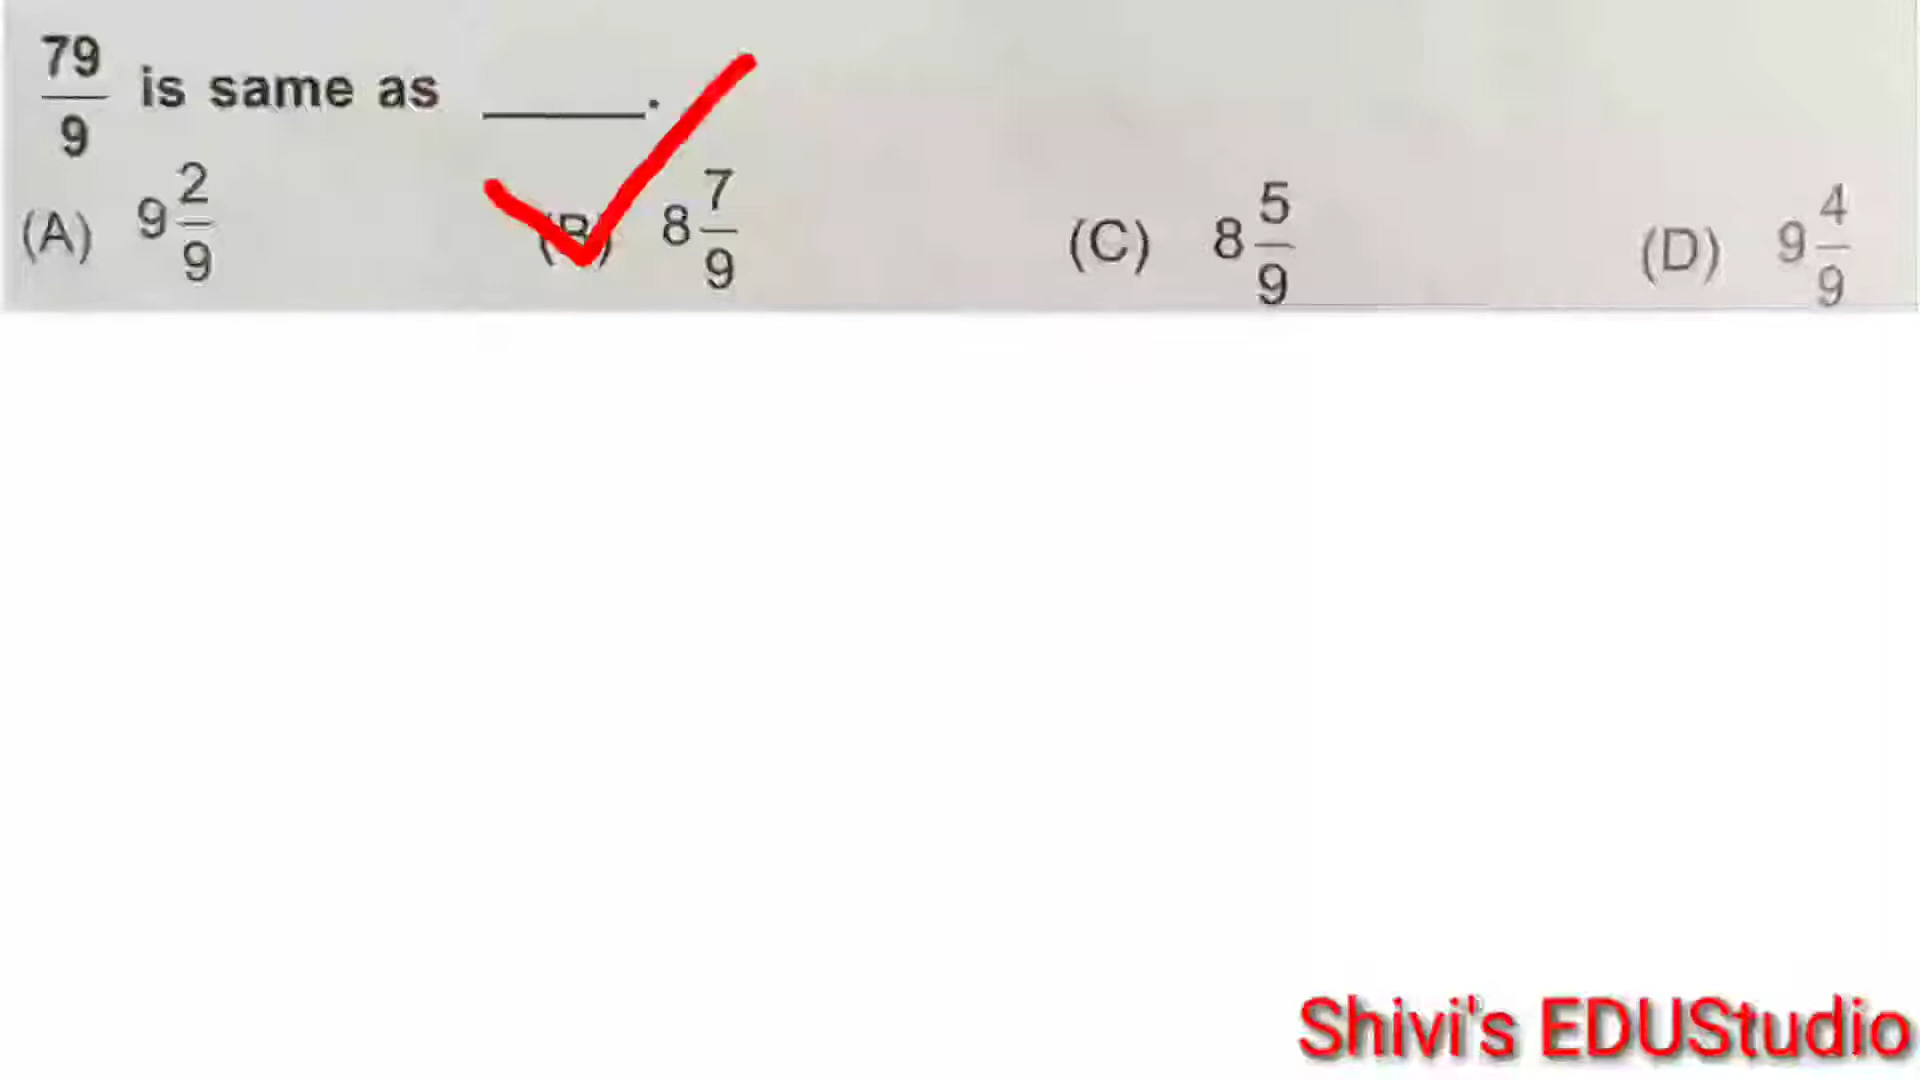 79/9 is same as ______.
(A) 9 2/9 (B) 8 7/9 (C) 8 5/9 (D) 9 4/9
Shivi's EDUStudio